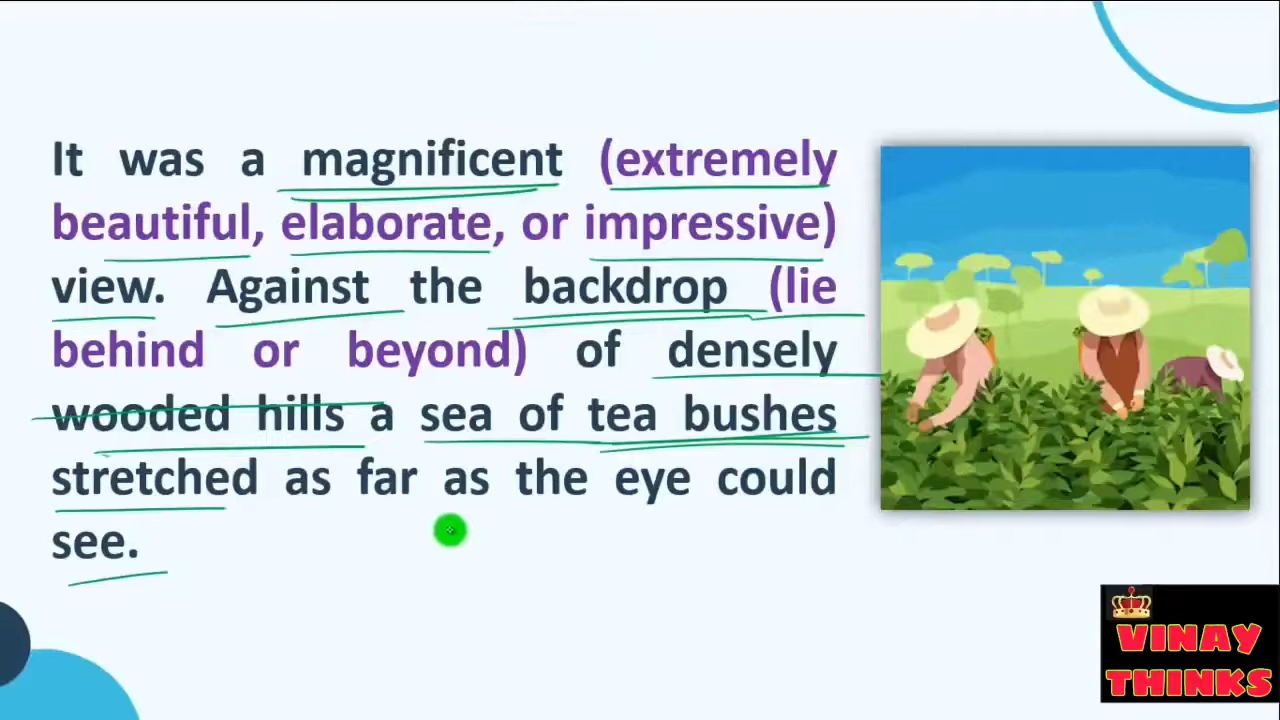 It was a magnificent (extremely
beautiful, elaborate, or impressive)
view. Against the backdrop (lie
behind or beyond) of densely
wooded hills a sea of tea bushes
stretched as far as the eye could
see.
VINAY
THINKS